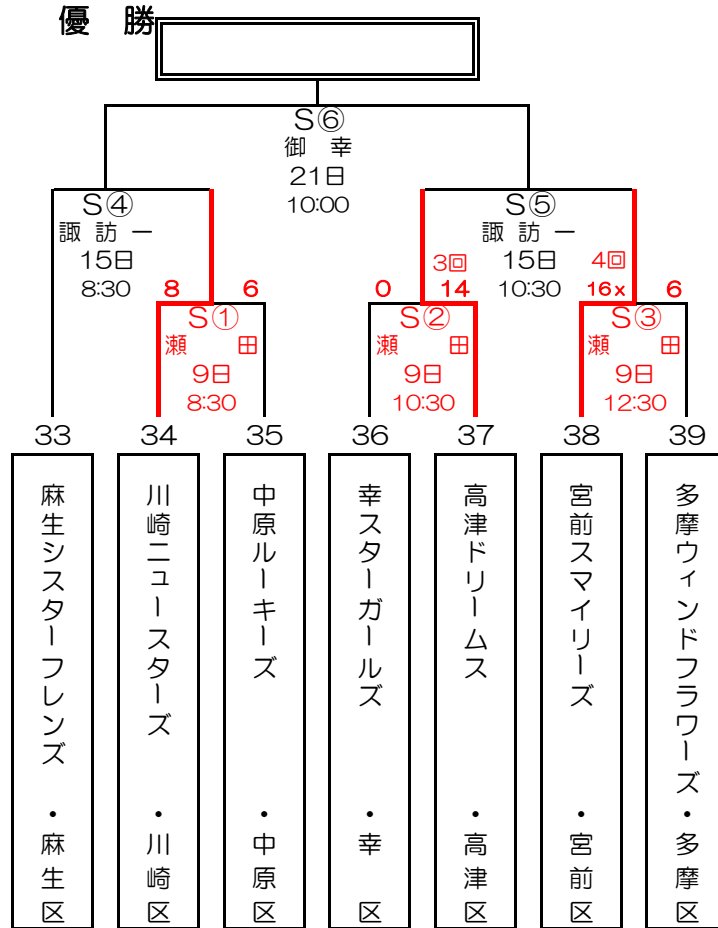 優 勝
S⑥
御 幸
21日
10:00
S④
諏訪一
15日
8:30
S⑤
諏訪一
15日
10:30
3回
4回
8 6
0 14
16x 6
S①
瀬 田
9日
8:30
S②
瀬 田
9日
10:30
S③
瀬 田
9日
12:30
33 34 35 36 37 38 39
麻生シスターフレンズ ・麻生区
川崎ニュースターズ ・川崎区
中原ルーキーズ ・中原区
幸スターガールズ ・幸 区
高津ドリームス ・高津区
宮前スマイリーズ ・宮前区
多摩ウィンドフラワーズ・多摩区